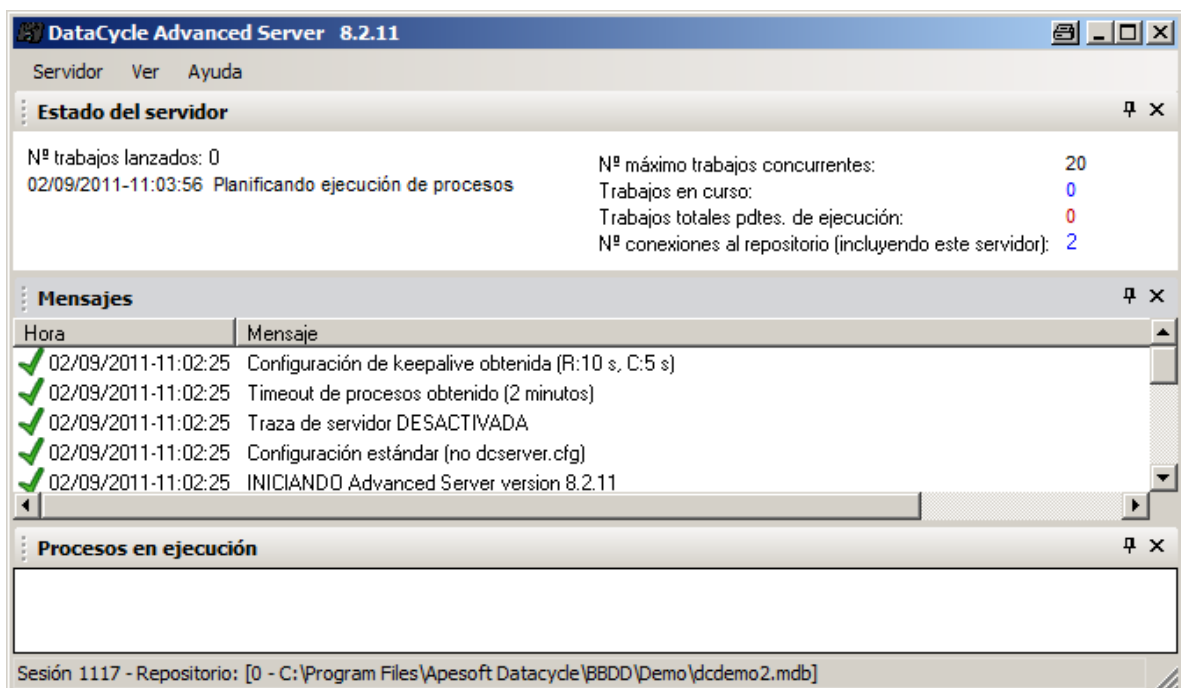 DataCycle Advanced Server 8.2.11
Servidor Ver Ayuda
Estado del servidor
Nº trabajos lanzados: 0
02/09/2011-11:03:56 Planificando ejecución de procesos
Nº máximo trabajos concurrentes: 20
Trabajos en curso: 0
Trabajos totales pdtes. de ejecución: 0
Nº conexiones al repositorio (incluyendo este servidor): 2
Mensajes
Hora Mensaje
02/09/2011-11:02:25 Configuración de keepalive obtenida (R:10 s, C:5 s)
02/09/2011-11:02:25 Timeout de procesos obtenido (2 minutos)
02/09/2011-11:02:25 Traza de servidor DESACTIVADA
02/09/2011-11:02:25 Configuración estándar (no dcserver.cfg)
02/09/2011-11:02:25 INICIANDO Advanced Server version 8.2.11
Procesos en ejecución
Sesión 1117 - Repositorio: [0 - C:\Program Files\Apesoft Datacycle\BBDD\Demo\dcdemo2.mdb]